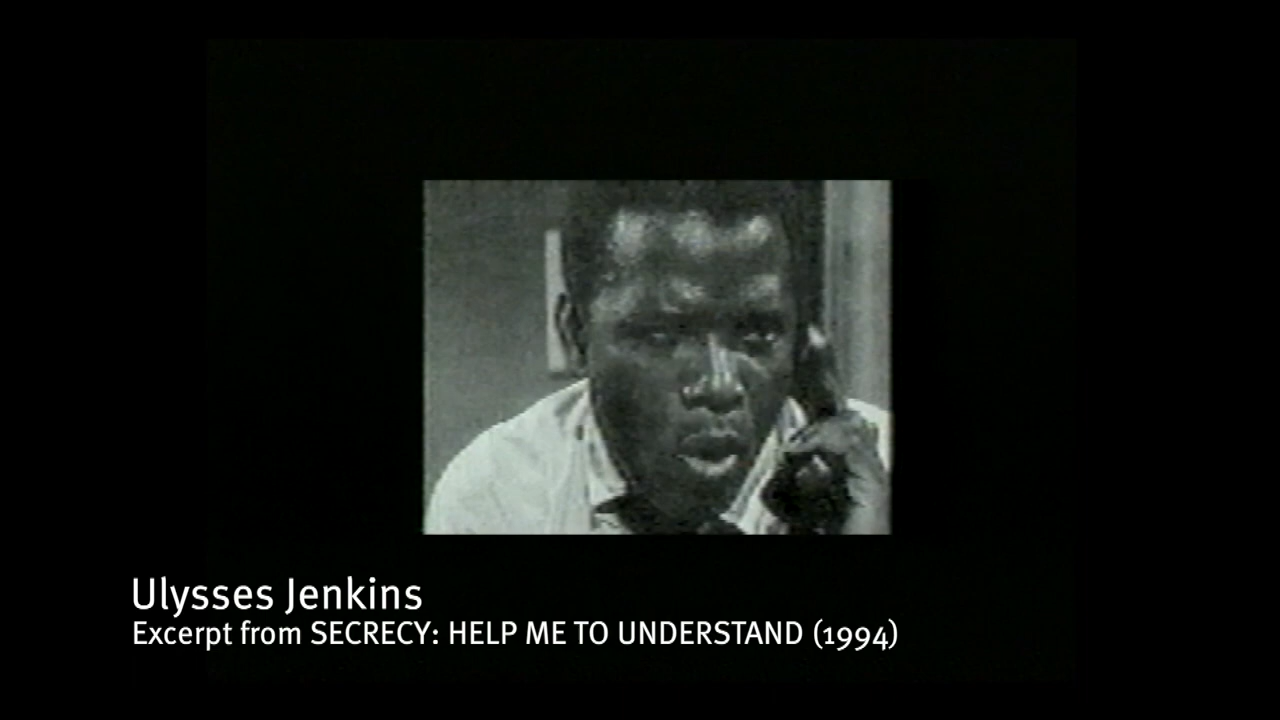 Ulysses Jenkins
Excerpt from SECRECY: HELP ME TO UNDERSTAND (1994)